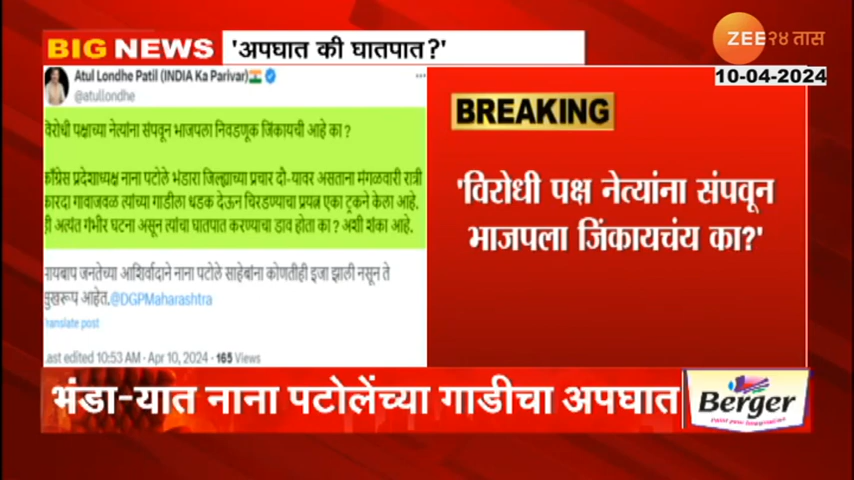 BIG NEWS
'अपघात की घातपात?'
ZEE २४ तास
10-04-2024
Atul Londhe Patil (INDIA Ka Parivar)
@atullondhe
विरोधी पक्षाच्या नेत्यांना संपवून भाजपला निवडणूक जिंकायची आहे का ?
काँग्रेस प्रदेशाध्यक्ष नाना पटोले भंडारा जिल्ह्याच्या प्रचार दौ-यावर असताना मंगळवारी रात्री
कारदा गावाजवळ त्यांच्या गाडीला धडक देऊन चिरडण्याचा प्रयत्न एका ट्रकने केला आहे.
ही अत्यंत गंभीर घटना असून त्यांचा घातपात करण्याचा डाव होता का ? अशी शंका आहे.
मायबाप जनतेच्या आशिर्वादाने नाना पटोले साहेबांना कोणतीही इजा झाली नसून ते
सुखरूप आहेत.@DGPMaharashtra
Translate post
Last edited 10:53 AM · Apr 10, 2024 · 165 Views
BREAKING
'विरोधी पक्ष नेत्यांना संपवून
भाजपला जिंकायचंय का?'
भंडा-यात नाना पटोलेंच्या गाडीचा अपघात
Berger